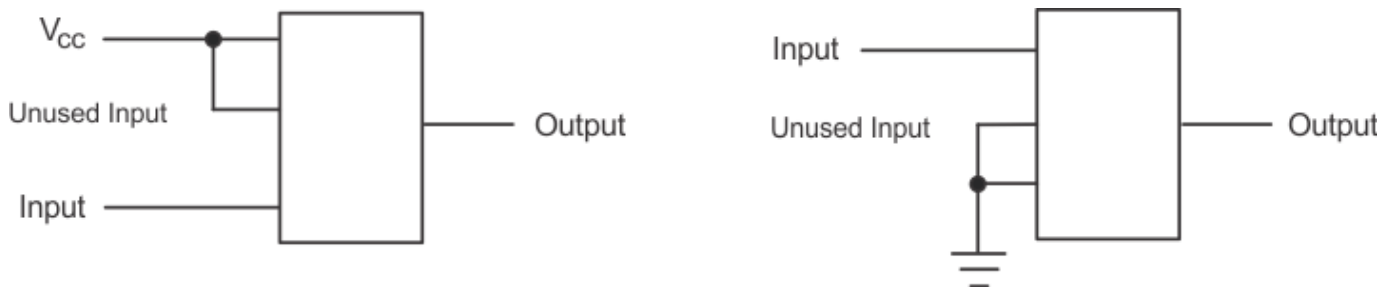 VCC
Unused Input
Output
Input
Input
Unused Input
Output